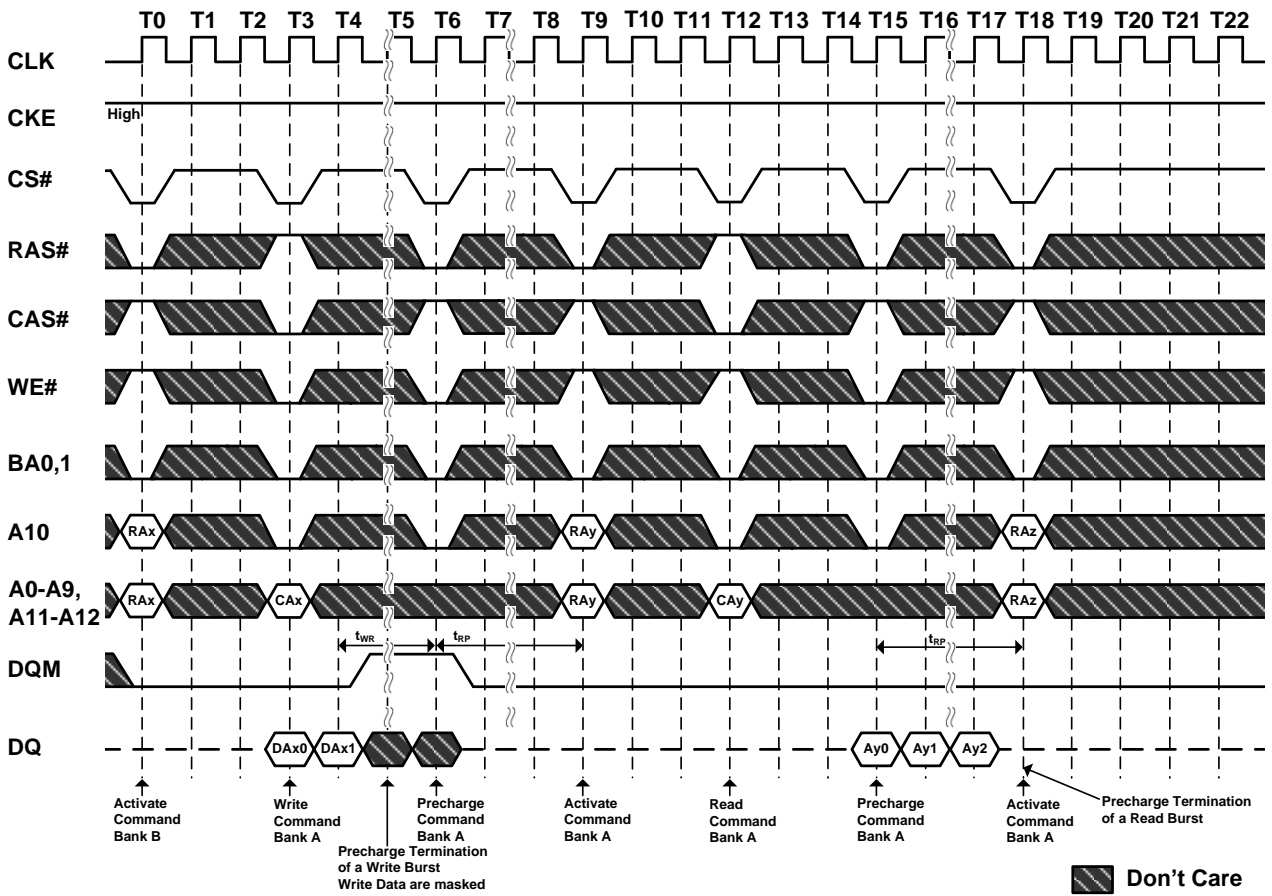 T0 T1 T2 T3 T4 T5 T6 T7 T8 T9 T10 T11 T12 T13 T14 T15 T16 T17 T18 T19 T20 T21 T22
CLK
CKE
High
CS#
RAS#
CAS#
WE#
BA0,1
A10
RAx RAy RAz
A0-A9,
A11-A12
RAx CAx RAy CAy RAz
tWR tRP tRP
DQM
DQ
DAx0 DAx1 Ay0 Ay1 Ay2
Activate
Command
Bank B
Write
Command
Bank A
Precharge Termination
of a Write Burst
Write Data are masked
Precharge
Command
Bank A
Activate
Command
Bank A
Read
Command
Bank A
Precharge
Command
Bank A
Activate
Command
Bank A
Precharge Termination
of a Read Burst
Don't Care